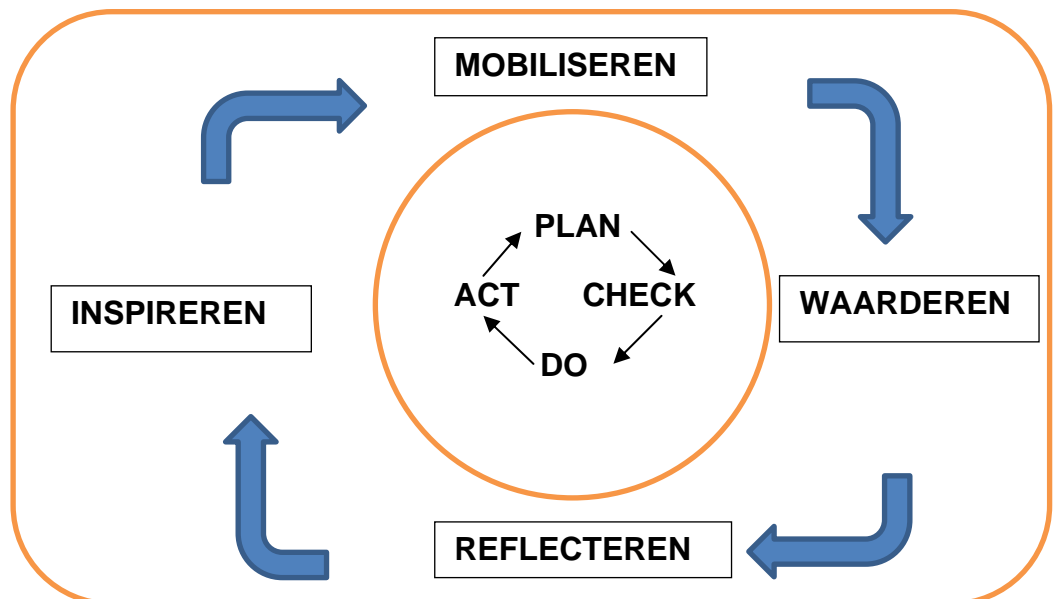 MOBILISEREN
PLAN
ACT CHECK
INSPIREREN
WAARDEREN
DO
REFLECTEREN